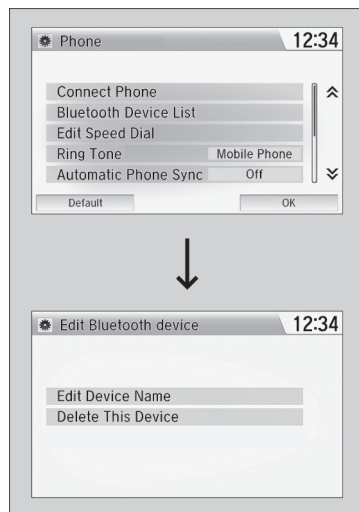 Phone 12:34
Connect Phone
Bluetooth Device List
Edit Speed Dial
Ring Tone Mobile Phone
Automatic Phone Sync Off
Default OK
Edit Bluetooth device 12:34
Edit Device Name
Delete This Device